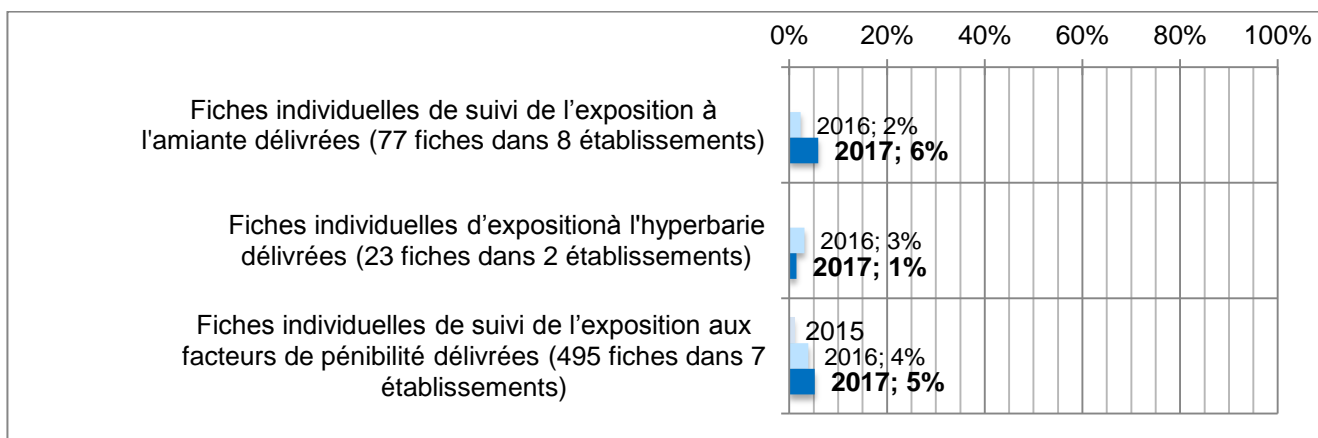 0% 20% 40% 60% 80% 100%
Fiches individuelles de suivi de l’exposition à
l'amiante délivrées (77 fiches dans 8 établissements)
2016; 2%
2017; 6%
Fiches individuelles d’expositionà l'hyperbarie
délivrées (23 fiches dans 2 établissements)
2016; 3%
2017; 1%
Fiches individuelles de suivi de l’exposition aux
facteurs de pénibilité délivrées (495 fiches dans 7
établissements)
2015
2016; 4%
2017; 5%